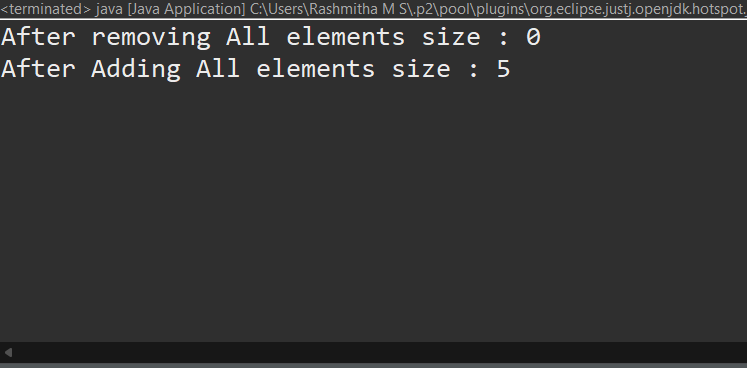 <terminated> java [Java Application] C:\Users\Rashmitha M S\.p2\pool\plugins\org.eclipse.justj.openjdk.hotspot.
After removing All elements size : 0
After Adding All elements size : 5